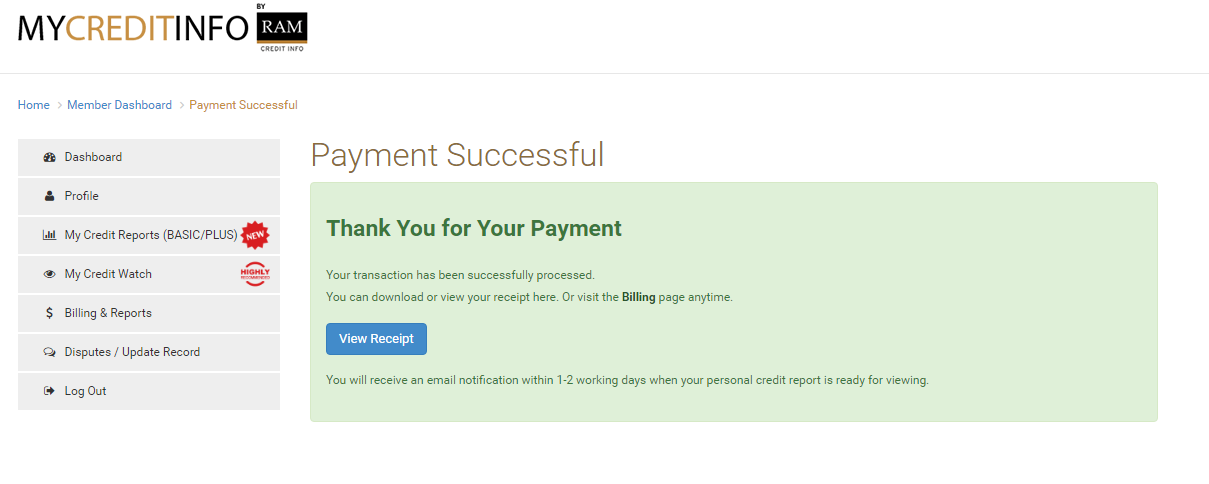 BY
MYCREDITINFO RAM
CREDIT INFO
Home > Member Dashboard > Payment Successful
Dashboard
Profile
My Credit Reports (BASIC/PLUS) NEW
My Credit Watch HIGHLY RECOMMENDED
$ Billing & Reports
Disputes / Update Record
Log Out
Payment Successful
Thank You for Your Payment
Your transaction has been successfully processed.
You can download or view your receipt here. Or visit the Billing page anytime.
View Receipt
You will receive an email notification within 1-2 working days when your personal credit report is ready for viewing.